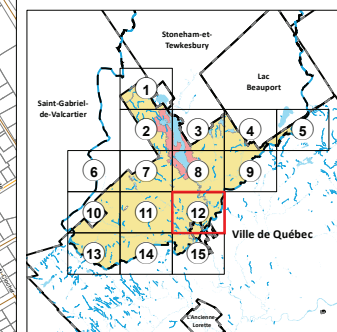 Stoneham-et-
Tewkesbury
Lac
Beauport
Saint-Gabriel-
de-Valcartier
1
2
3
4
5
6
7
8
9
10
11
12
Ville de Québec
13
14
15
L'Ancienne
Lorette